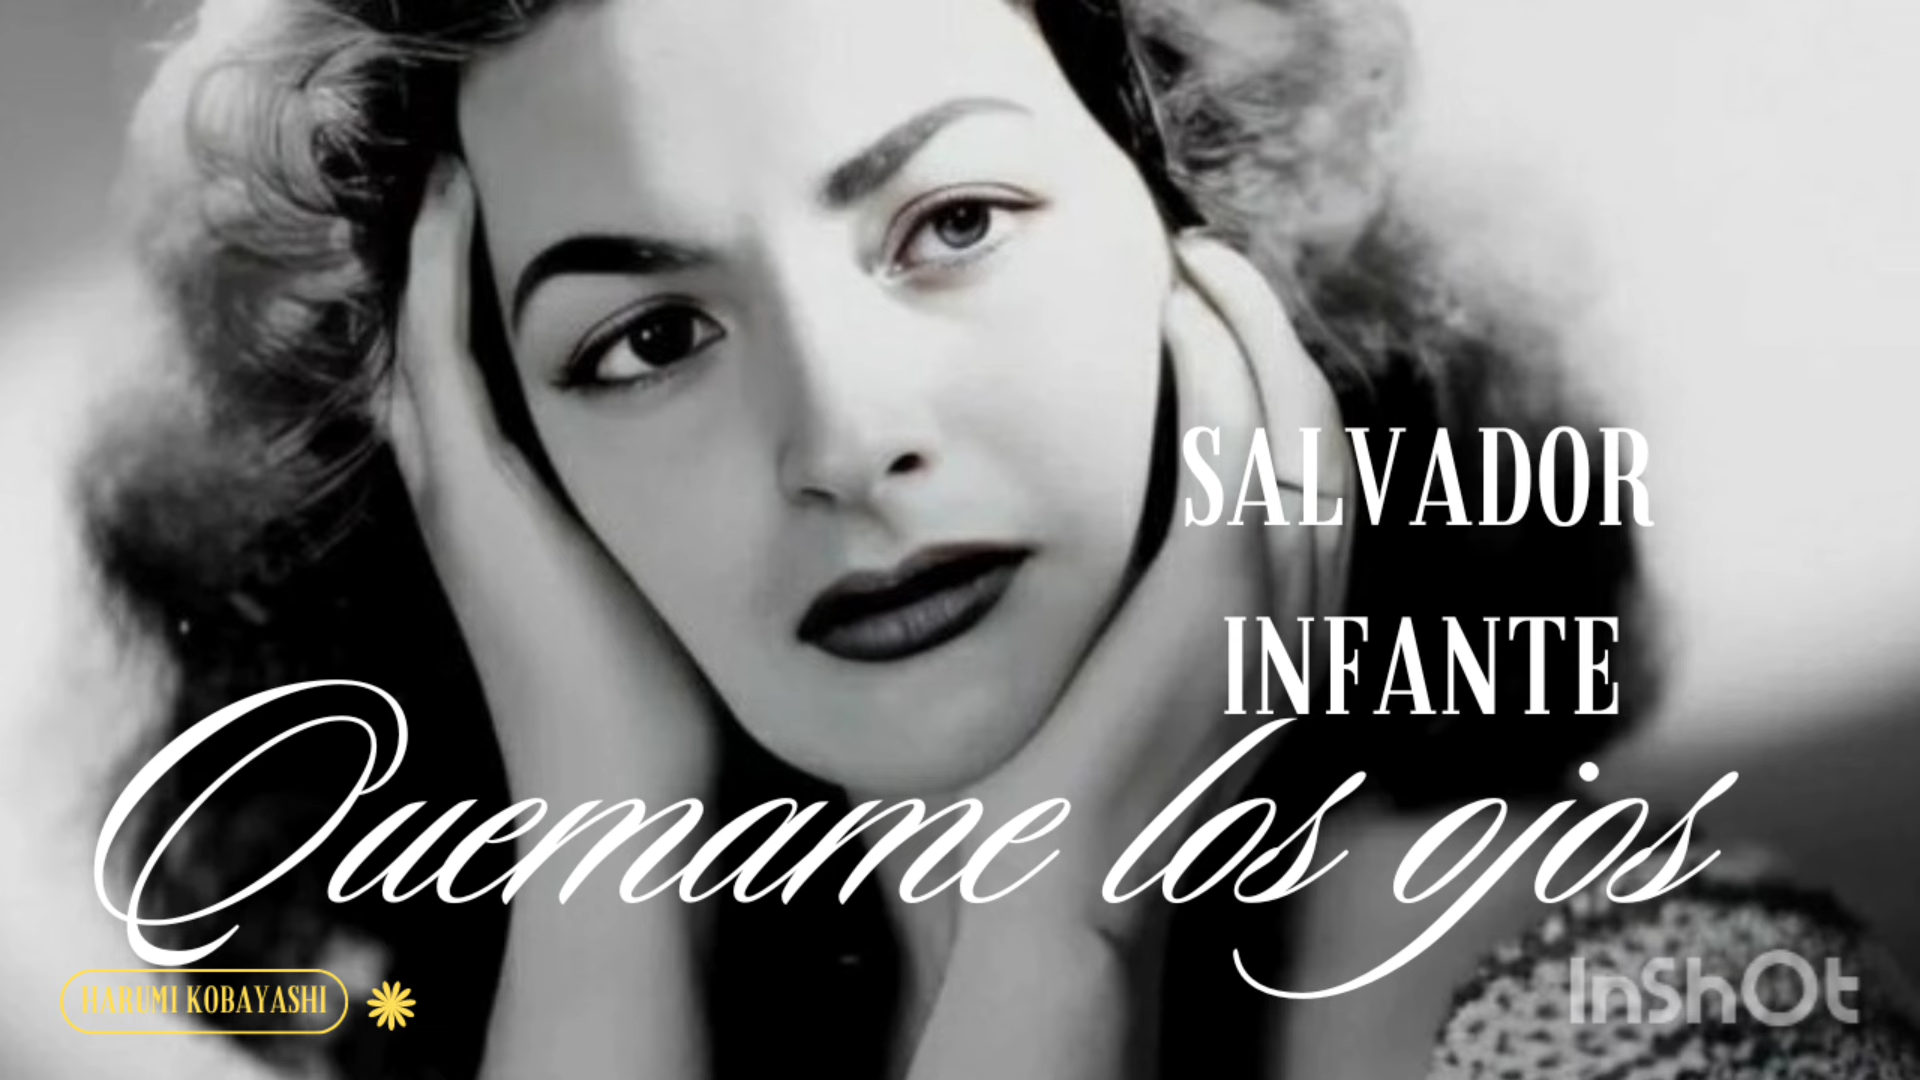 SALVADOR
INFANTE
Quemame los ojos
HARUMI KOBAYASHI
InShOt